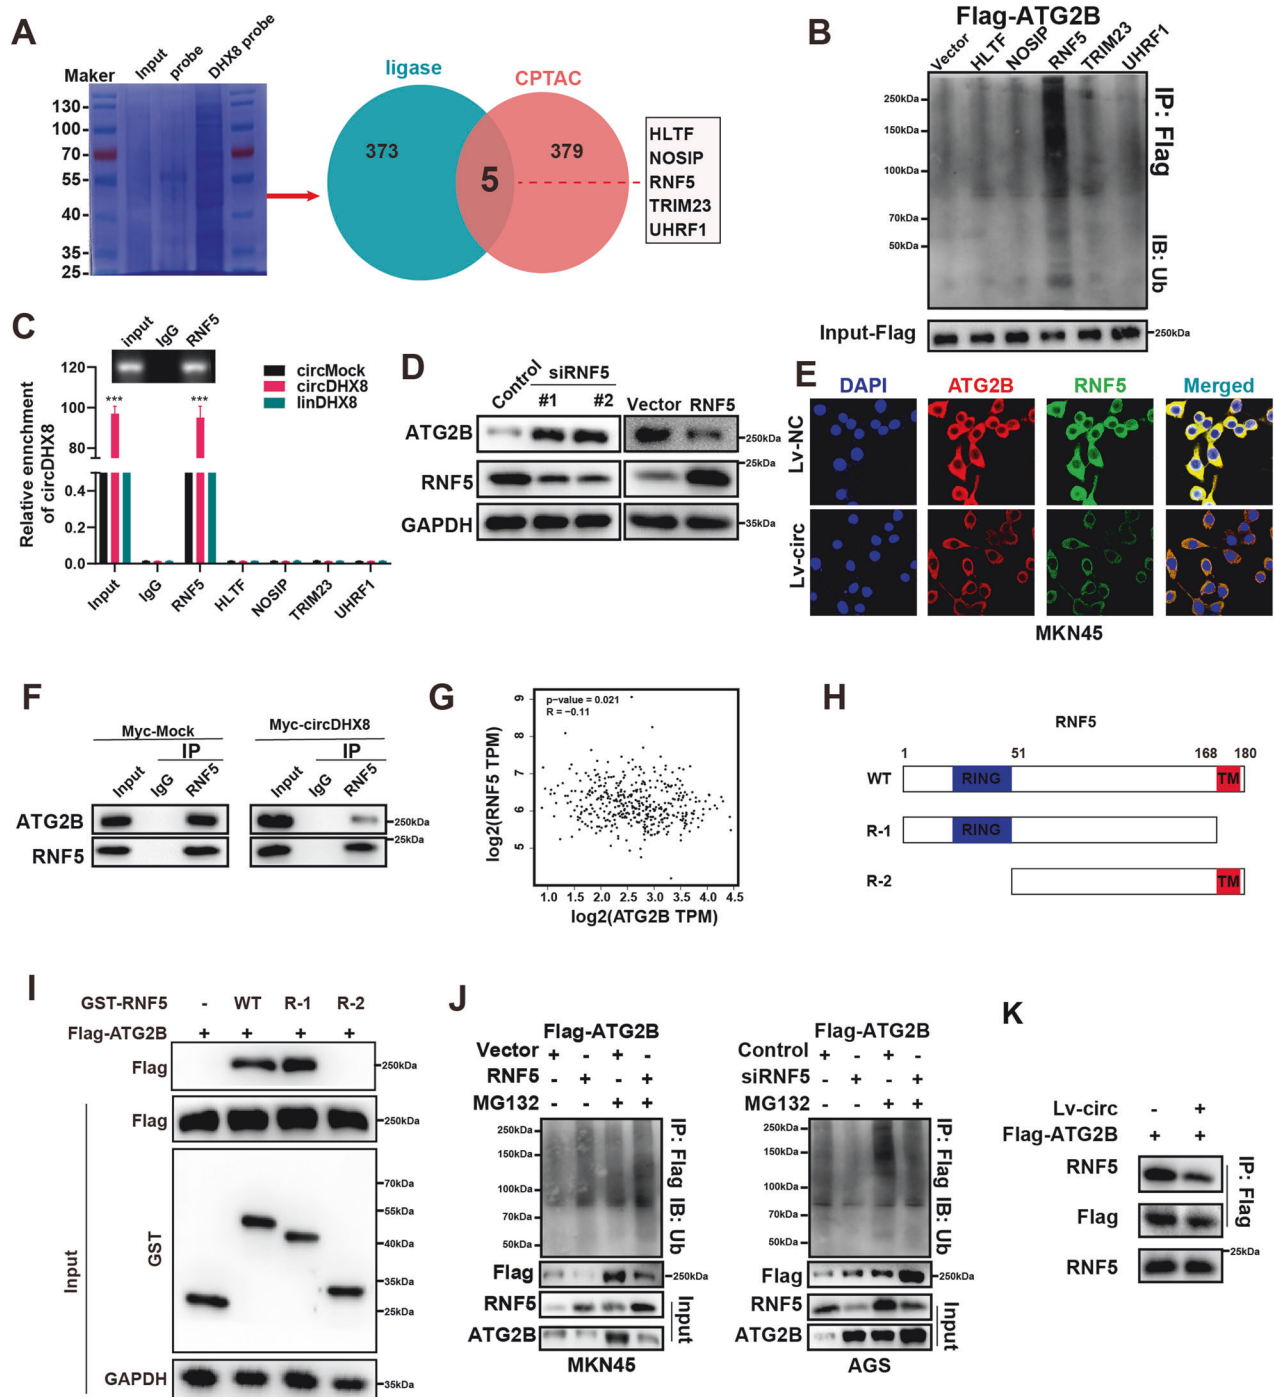 A
Maker
Input
probe
DHX8 probe
130
100
70
55
40
35
25
ligase
CPTAC
373
5
379
HLTF
NOSIP
RNF5
TRIM23
UHRF1
B
Flag-ATG2B
Vector
HLTF
NOSIP
RNF5
TRIM23
UHRF1
250kDa
150kDa
100kDa
70kDa
50kDa
IP: Flag
IB: Ub
Input-Flag
250kDa
C
input
IgG
RNF5
circMock
circDHX8
linDHX8
Relative enrichment
of circDHX8
120
100
80
0.4
0.2
0.0
***
***
Input
IgG
RNF5
HLTF
NOSIP
TRIM23
UHRF1
D
Control
siRNF5
#1
#2
Vector
RNF5
ATG2B
250kDa
25kDa
RNF5
GAPDH
35kDa
E
DAPI
ATG2B
RNF5
Merged
Lv-NC
Lv-circ
MKN45
F
Myc-Mock
Myc-circDHX8
IP
IP
Input
IgG
RNF5
Input
IgG
RNF5
ATG2B
250kDa
25kDa
RNF5
G
p-value = 0.021
R = −0.11
log2(RNF5 TPM)
9
8
7
6
5
1.0 1.5 2.0 2.5 3.0 3.5 4.0 4.5
log2(ATG2B TPM)
H
RNF5
1
51
168
180
WT
RING
TM
R-1
RING
R-2
TM
I
GST-RNF5 - WT R-1 R-2
Flag-ATG2B + + + +
Flag
250kDa
Flag
250kDa
Input
GST
70kDa
55kDa
40kDa
35kDa
25kDa
GAPDH
35kDa
J
Flag-ATG2B
Vector + - + -
RNF5 - + - +
MG132 - - + +
250kDa
150kDa
100kDa
70kDa
50kDa
IP: Flag
IB: Ub
Flag
250kDa
RNF5
ATG2B
Input
MKN45
Flag-ATG2B
Control + - + -
siRNF5 - + - +
MG132 - - + +
250kDa
150kDa
100kDa
70kDa
50kDa
IP: Flag
IB: Ub
Flag
250kDa
RNF5
ATG2B
Input
AGS
K
Lv-circ - +
Flag-ATG2B + +
RNF5
Flag
IP: Flag
25kDa
RNF5